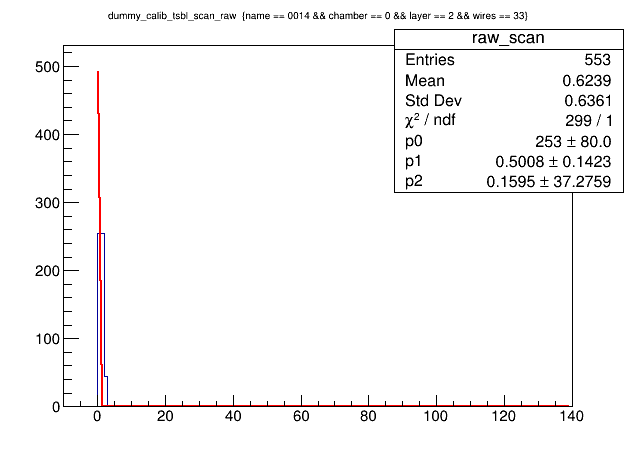 dummy_calib_tsbl_scan_raw {name == 0014 && chamber == 0 && layer == 2 && wires == 33}
raw_scan
Entries 553
Mean 0.6239
Std Dev 0.6361
χ² / ndf 299 / 1
p0 253 ± 80.0
p1 0.5008 ± 0.1423
p2 0.1595 ± 37.2759
500
400
300
200
100
0
0 20 40 60 80 100 120 140